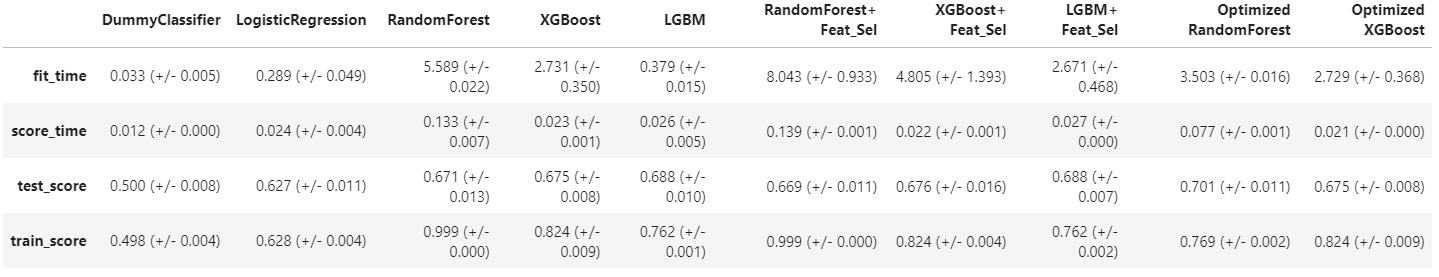 DummyClassifier LogisticRegression RandomForest XGBoost LGBM RandomForest+ XGBoost+ LGBM+ Optimized Optimized
Feat_Sel Feat_Sel Feat_Sel RandomForest XGBoost
fit_time 0.033 (+/- 0.005) 0.289 (+/- 0.049) 5.589 (+/- 2.731 (+/- 0.379 (+/- 8.043 (+/- 0.933) 4.805 (+/- 1.393) 2.671 (+/- 3.503 (+/- 0.016) 2.729 (+/- 0.368)
0.022) 0.350) 0.015) 0.468)
score_time 0.012 (+/- 0.000) 0.024 (+/- 0.004) 0.133 (+/- 0.023 (+/- 0.026 (+/- 0.139 (+/- 0.001) 0.022 (+/- 0.001) 0.027 (+/- 0.077 (+/- 0.001) 0.021 (+/- 0.000)
0.007) 0.001) 0.005) 0.000)
test_score 0.500 (+/- 0.008) 0.627 (+/- 0.011) 0.671 (+/- 0.675 (+/- 0.688 (+/- 0.669 (+/- 0.011) 0.676 (+/- 0.016) 0.688 (+/- 0.701 (+/- 0.011) 0.675 (+/- 0.008)
0.013) 0.008) 0.010) 0.007)
train_score 0.498 (+/- 0.004) 0.628 (+/- 0.004) 0.999 (+/- 0.824 (+/- 0.762 (+/- 0.999 (+/- 0.000) 0.824 (+/- 0.004) 0.762 (+/- 0.769 (+/- 0.002) 0.824 (+/- 0.009)
0.000) 0.009) 0.001) 0.002)